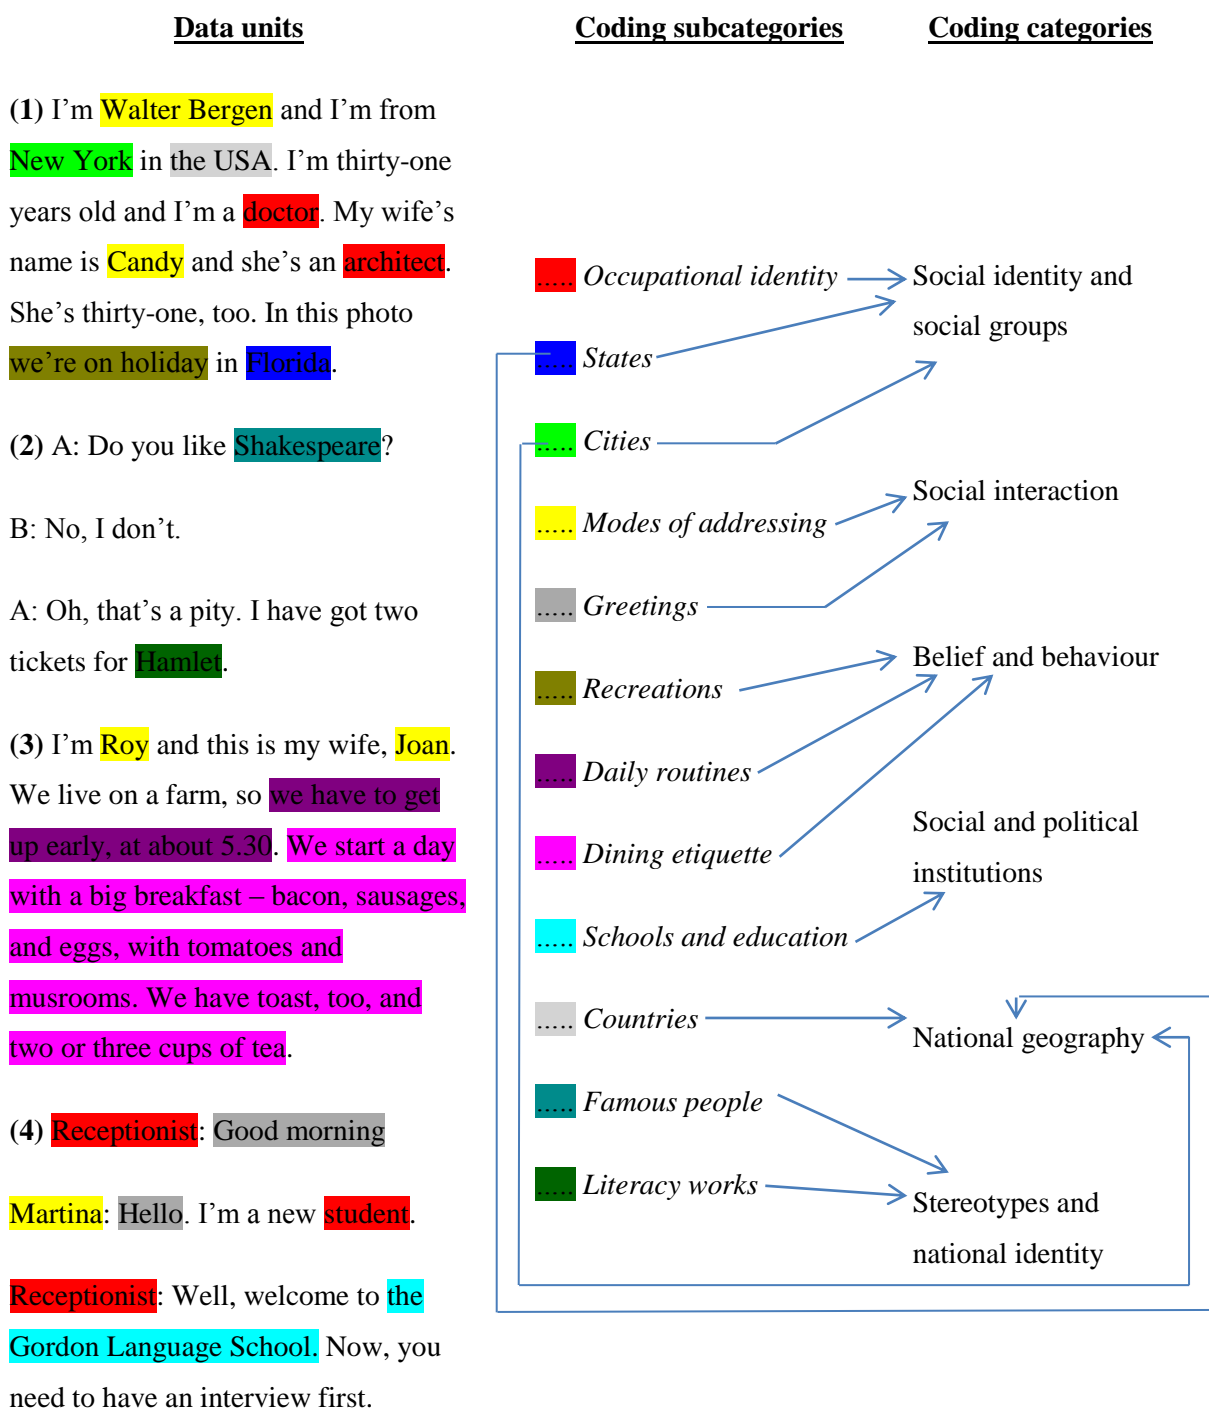 Data units
(1) I’m Walter Bergen and I’m from
New York in the USA. I’m thirty-one
years old and I’m a doctor. My wife’s
name is Candy and she’s an architect.
She’s thirty-one, too. In this photo
we’re on holiday in Florida.
(2) A: Do you like Shakespeare?
B: No, I don’t.
A: Oh, that’s a pity. I have got two
tickets for Hamlet.
(3) I’m Roy and this is my wife, Joan.
We live on a farm, so we have to get
up early, at about 5.30. We start a day
with a big breakfast – bacon, sausages,
and eggs, with tomatoes and
musrooms. We have toast, too, and
two or three cups of tea.
(4) Receptionist: Good morning
Martina: Hello. I’m a new student.
Receptionist: Well, welcome to the
Gordon Language School. Now, you
need to have an interview first.
Coding subcategories
..... Occupational identity
..... States
..... Cities
..... Modes of addressing
..... Greetings
..... Recreations
..... Daily routines
..... Dining etiquette
..... Schools and education
..... Countries
..... Famous people
..... Literacy works
Coding categories
Social identity and
social groups
Social interaction
Belief and behaviour
Social and political
institutions
National geography
Stereotypes and
national identity